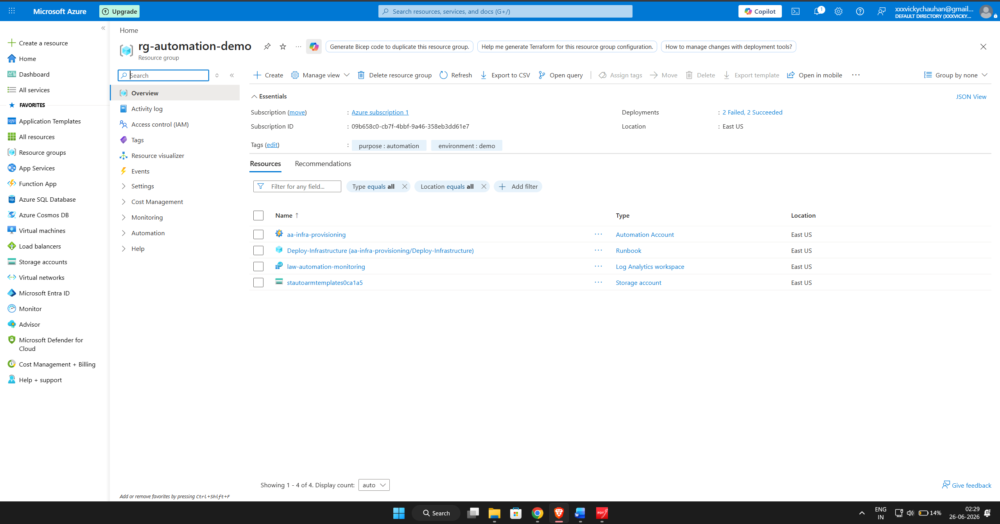 Microsoft Azure
Upgrade
Search resources, services, and docs (G+/)
Copilot
1
xxxvickychauhan@gmail...
DEFAULT DIRECTORY (XXXVICKY...
Create a resource
Home
Dashboard
All services
FAVORITES
Application Templates
All resources
Resource groups
App Services
Function App
Azure SQL Database
Azure Cosmos DB
Virtual machines
Load balancers
Storage accounts
Virtual networks
Microsoft Entra ID
Monitor
Advisor
Microsoft Defender for
Cloud
Cost Management + Billing
Help + support
Home
rg-automation-demo
Resource group
Generate Bicep code to duplicate this resource group.
Help me generate Terraform for this resource group configuration.
How to manage changes with deployment tools?
Search
Overview
Activity log
Access control (IAM)
Tags
Resource visualizer
Events
Settings
Cost Management
Monitoring
Automation
Help
Add or remove favorites by pressing Ctrl+Shift+F
Create
Manage view
Delete resource group
Refresh
Export to CSV
Open query
Assign tags
Move
Delete
Export template
Open in mobile
Group by none
Essentials
JSON View
Subscription (move) : Azure subscription 1
Deployments : 2 Failed, 2 Succeeded
Subscription ID : 09b658c0-cb7f-4bbf-9a46-358eb3dd61e7
Location : East US
Tags (edit) : purpose : automation environment : demo
Resources Recommendations
Filter for any field...
Type equals all
Location equals all
Add filter
Name ↑ Type Location
aa-infra-provisioning ··· Automation Account East US
Deploy-Infrastructure (aa-infra-provisioning/Deploy-Infrastructure) ··· Runbook East US
law-automation-monitoring ··· Log Analytics workspace East US
stautoarmtemplates0ca1a5 ··· Storage account East US
Showing 1 - 4 of 4. Display count: auto
Give feedback
Search
ENG
IN
14%
02:29
26-06-2026